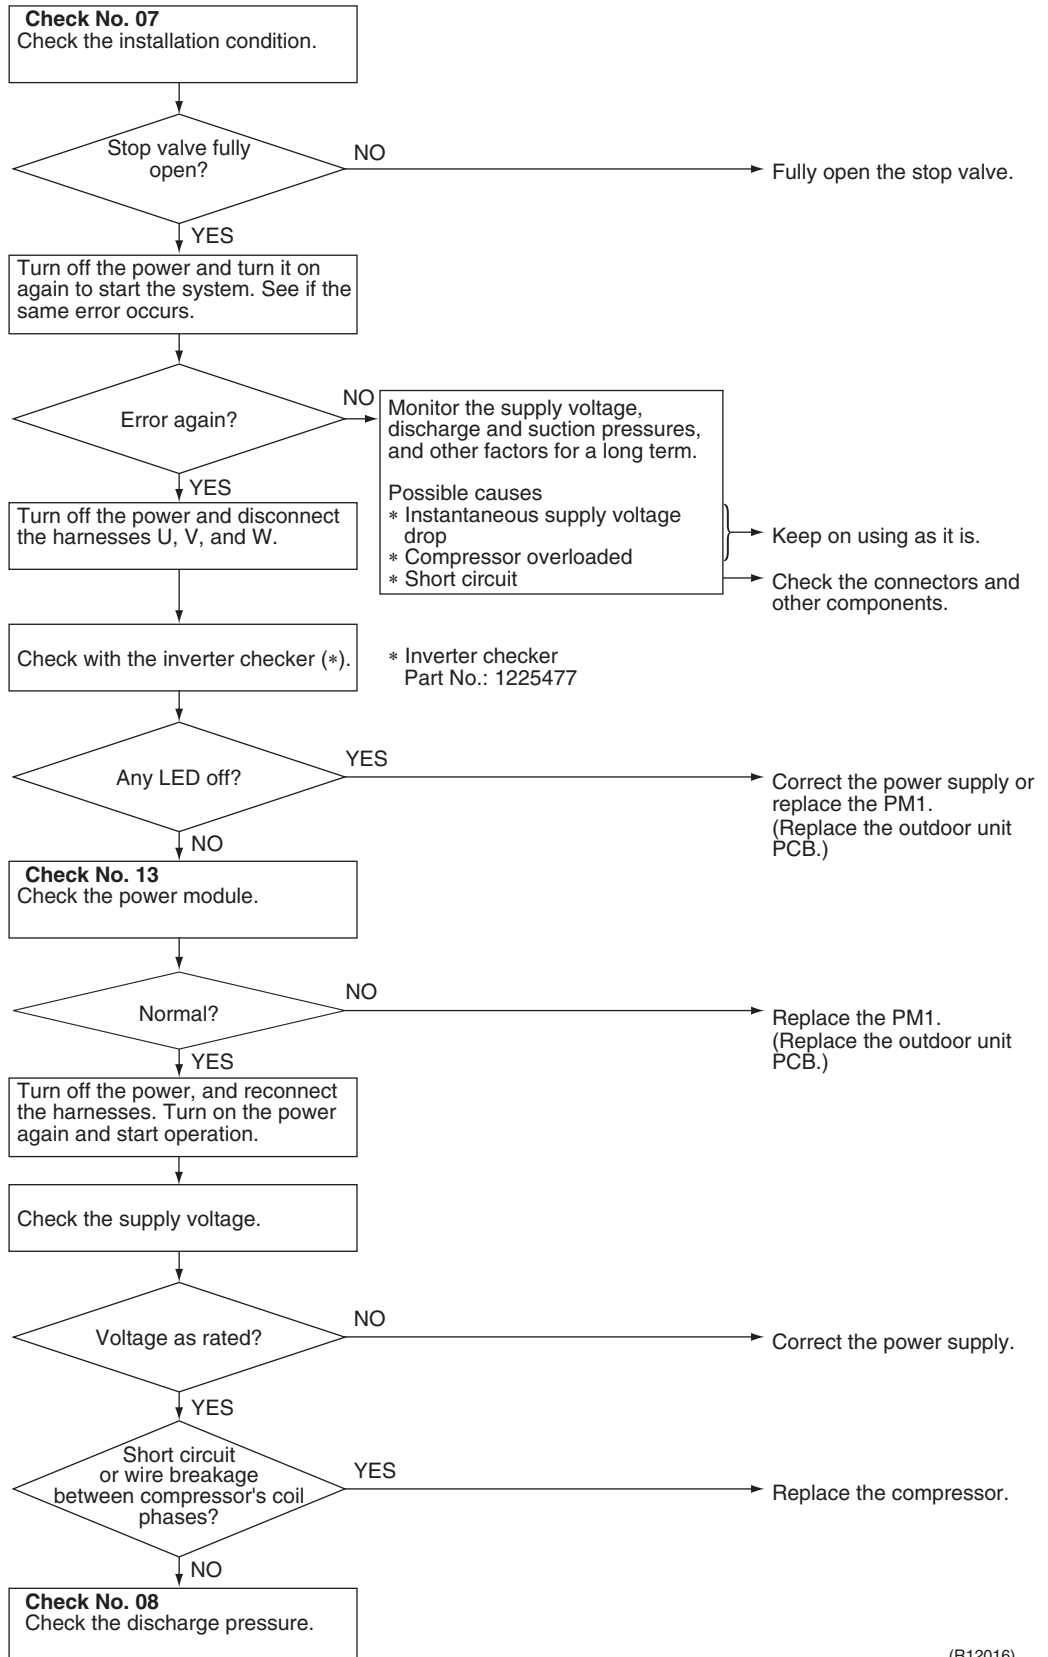 Check No. 07
Check the installation condition.
Stop valve fully
open?
NO
Fully open the stop valve.
YES
Turn off the power and turn it on
again to start the system. See if the
same error occurs.
Error again?
NO
Monitor the supply voltage,
discharge and suction pressures,
and other factors for a long term.
Possible causes
* Instantaneous supply voltage
drop
* Compressor overloaded
* Short circuit
Keep on using as it is.
Check the connectors and
other components.
YES
Turn off the power and disconnect
the harnesses U, V, and W.
Check with the inverter checker (*).
* Inverter checker
Part No.: 1225477
Any LED off?
YES
Correct the power supply or
replace the PM1.
(Replace the outdoor unit
PCB.)
NO
Check No. 13
Check the power module.
Normal?
NO
Replace the PM1.
(Replace the outdoor unit
PCB.)
YES
Turn off the power, and reconnect
the harnesses. Turn on the power
again and start operation.
Check the supply voltage.
Voltage as rated?
NO
Correct the power supply.
YES
Short circuit
or wire breakage
between compressor's coil
phases?
YES
Replace the compressor.
NO
Check No. 08
Check the discharge pressure.
(R12016)